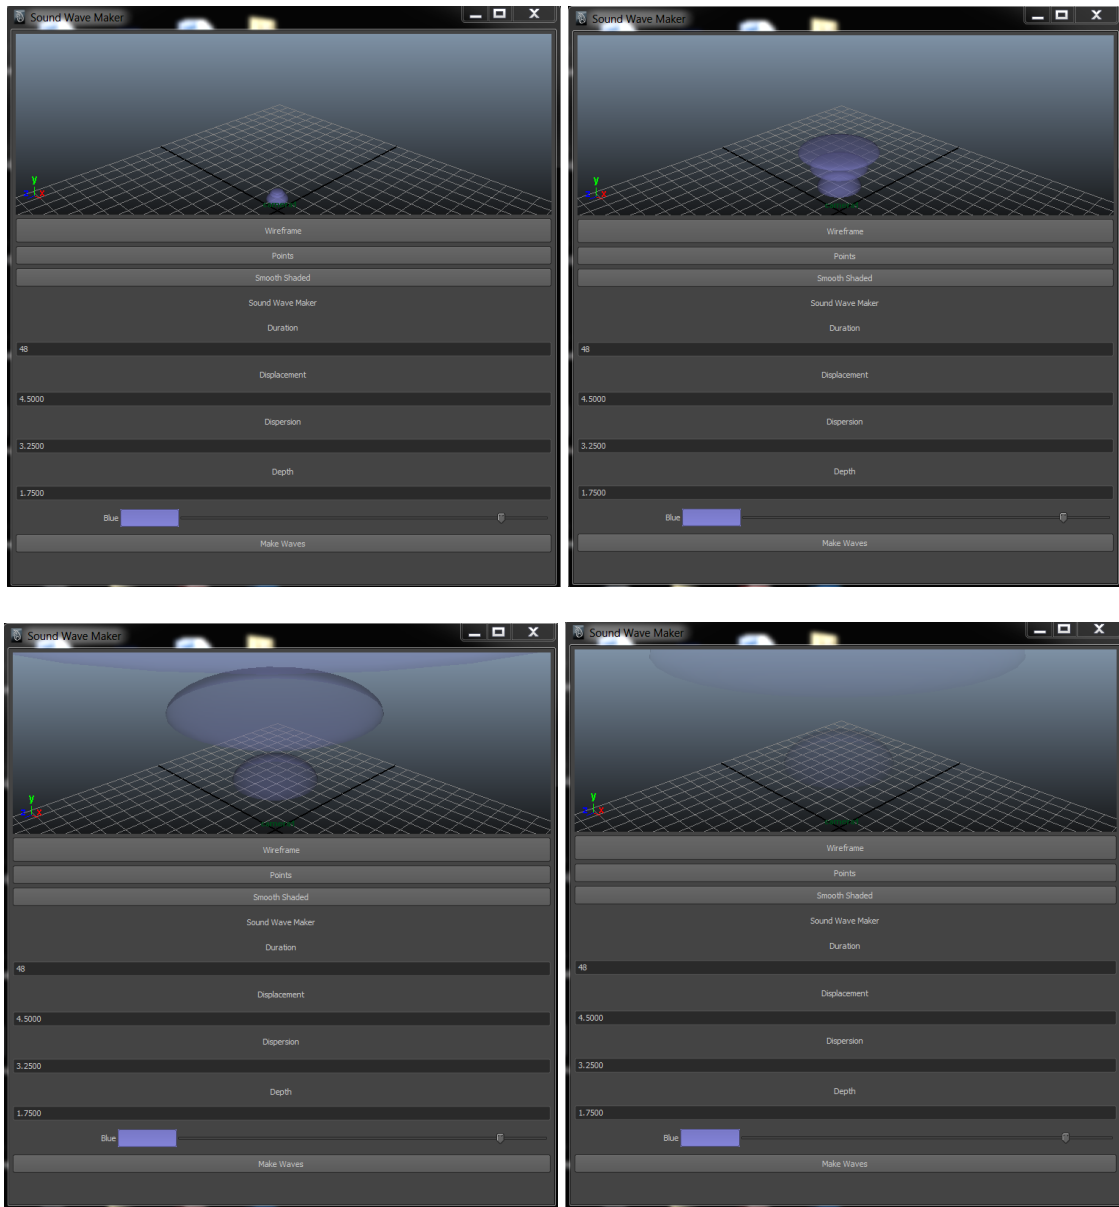 Sound Wave Maker
y
x
Wireframe
Points
Smooth Shaded
Sound Wave Maker
Duration
48
Displacement
4.5000
Dispersion
3.2500
Depth
1.7500
Blue
Make Waves
Sound Wave Maker
y
x
Wireframe
Points
Smooth Shaded
Sound Wave Maker
Duration
48
Displacement
4.5000
Dispersion
3.2500
Depth
1.7500
Blue
Make Waves
Sound Wave Maker
y
x
Wireframe
Points
Smooth Shaded
Sound Wave Maker
Duration
48
Displacement
4.5000
Dispersion
3.2500
Depth
1.7500
Blue
Make Waves
Sound Wave Maker
y
x
Wireframe
Points
Smooth Shaded
Sound Wave Maker
Duration
48
Displacement
4.5000
Dispersion
3.2500
Depth
1.7500
Blue
Make Waves